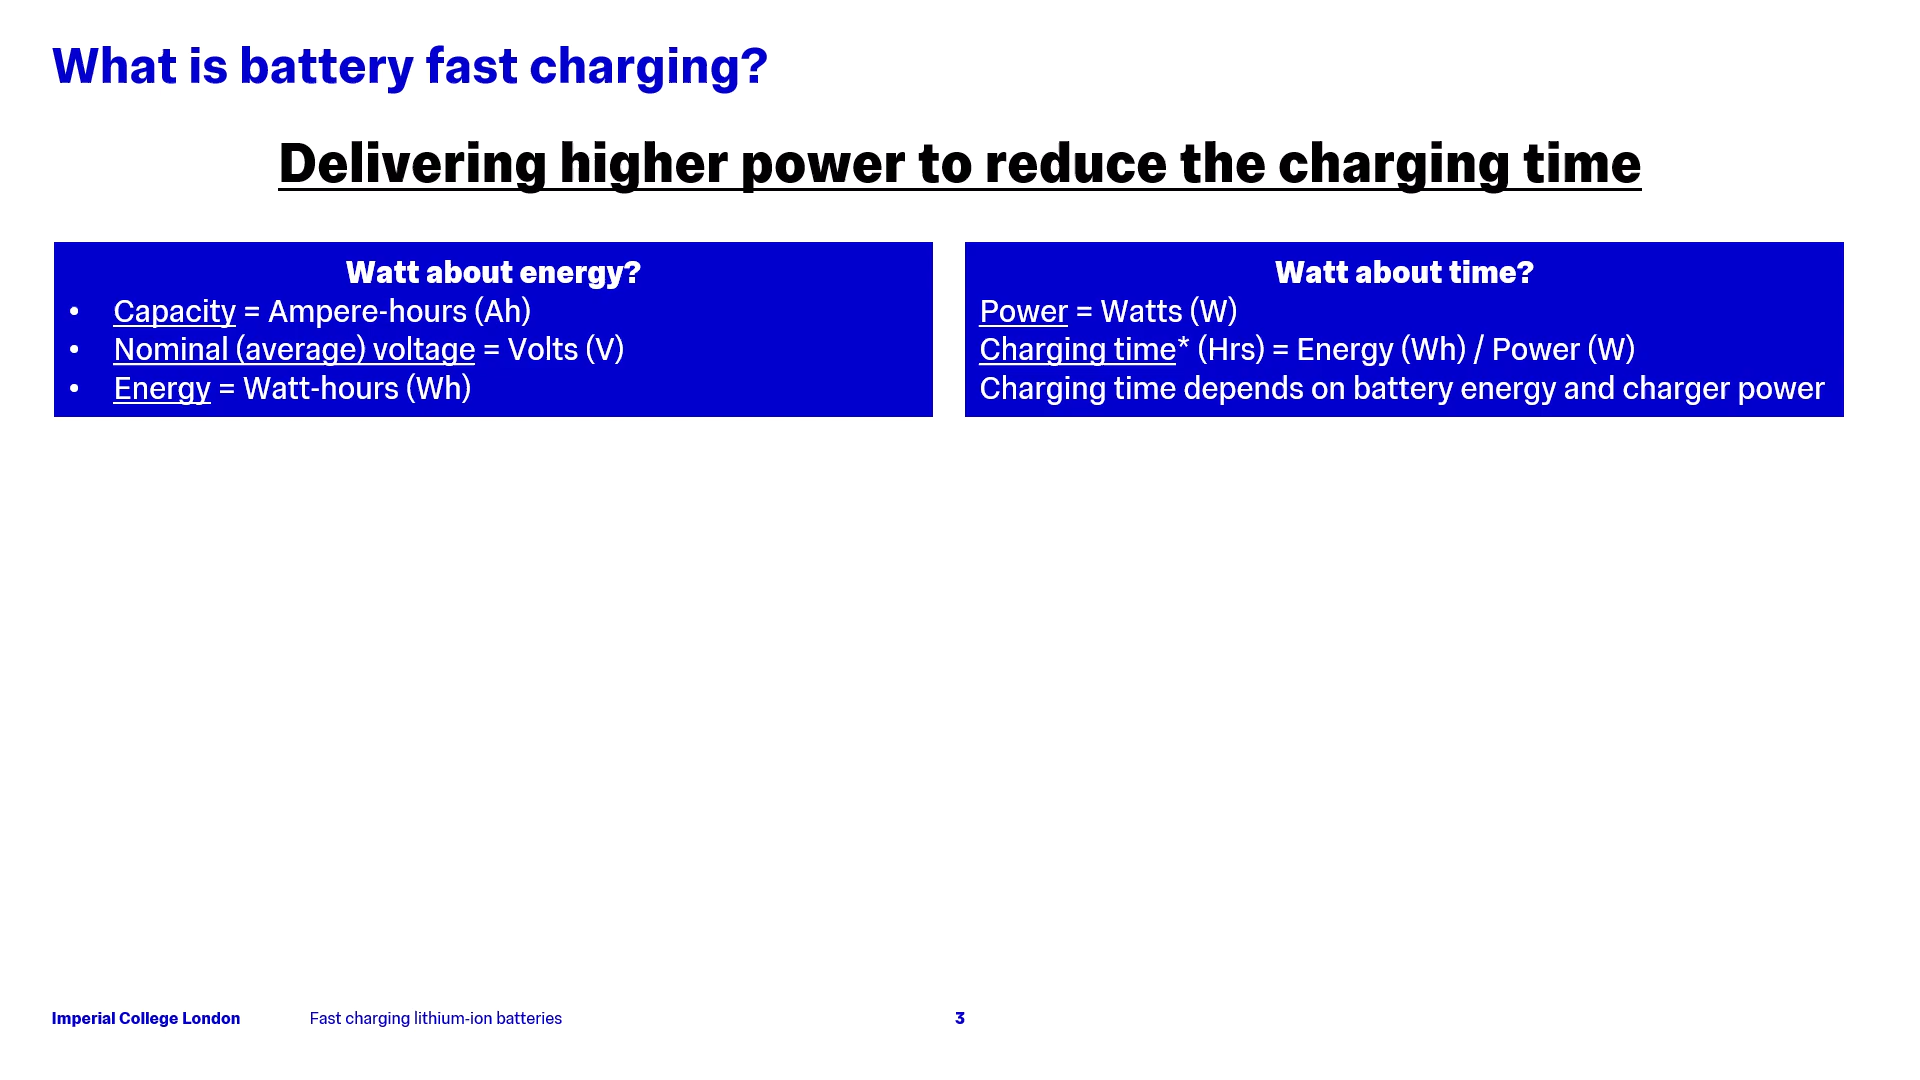 What is battery fast charging?
Delivering higher power to reduce the charging time
Watt about energy?
• Capacity = Ampere-hours (Ah)
• Nominal (average) voltage = Volts (V)
• Energy = Watt-hours (Wh)
Watt about time?
Power = Watts (W)
Charging time* (Hrs) = Energy (Wh) / Power (W)
Charging time depends on battery energy and charger power
Imperial College London
Fast charging lithium-ion batteries
3